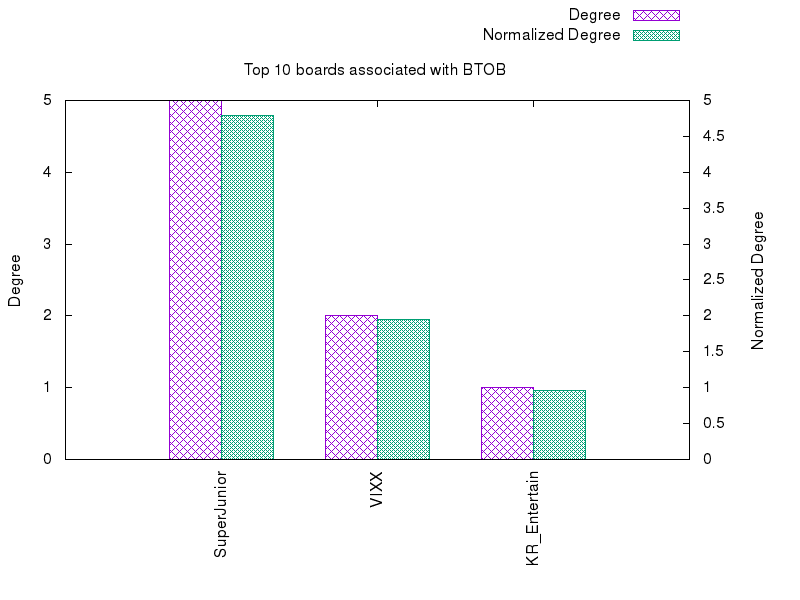 Degree
Normalized Degree
Top 10 boards associated with BTOB
5
4
3
2
1
0
Degree
5
4.5
4
3.5
3
2.5
2
1.5
1
0.5
0
Normalized Degree
SuperJunior
VIXX
KR_Entertain